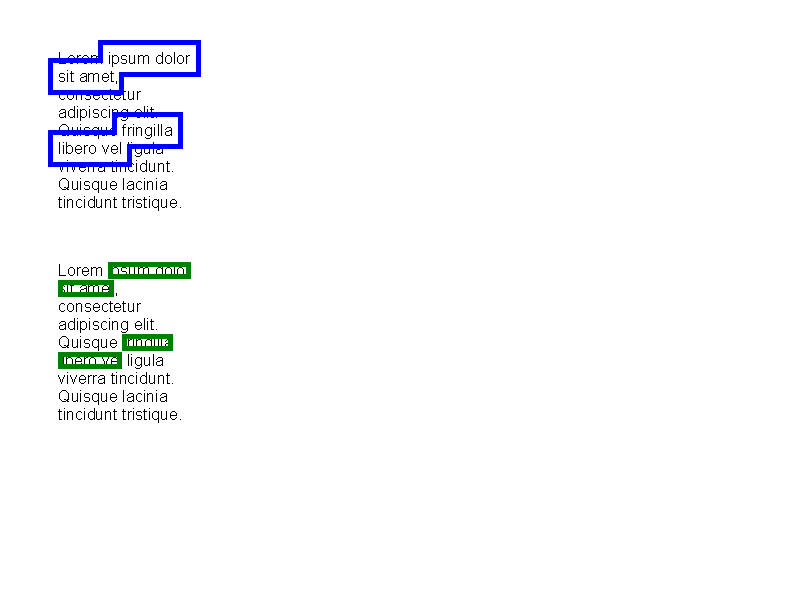 Lorem ipsum dolor
sit amet,
consectetur
adipiscing elit.
Quisque fringilla
libero vel ligula
viverra tincidunt.
Quisque lacinia
tincidunt tristique.
Lorem ipsum dolor
sit amet,
consectetur
adipiscing elit.
Quisque fringilla
libero vel ligula
viverra tincidunt.
Quisque lacinia
tincidunt tristique.